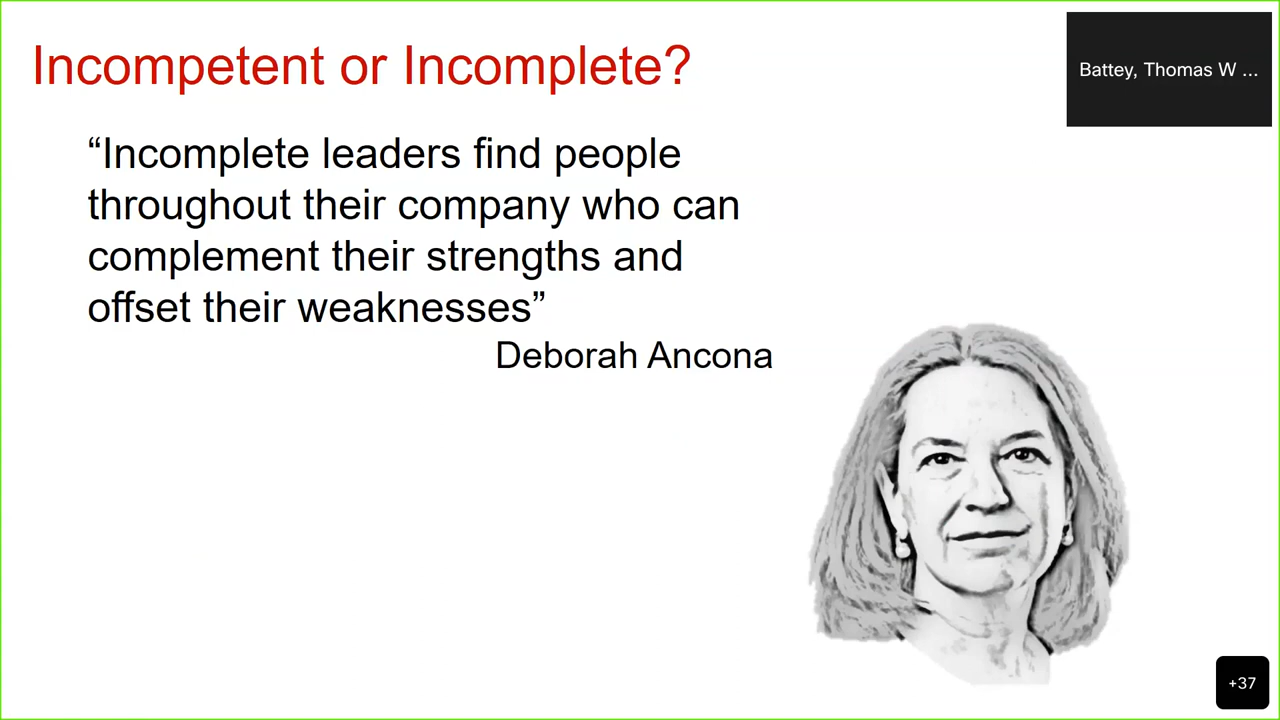 Incompetent or Incomplete?
Battey, Thomas W ...
“Incomplete leaders find people
throughout their company who can
complement their strengths and
offset their weaknesses”
Deborah Ancona
+37